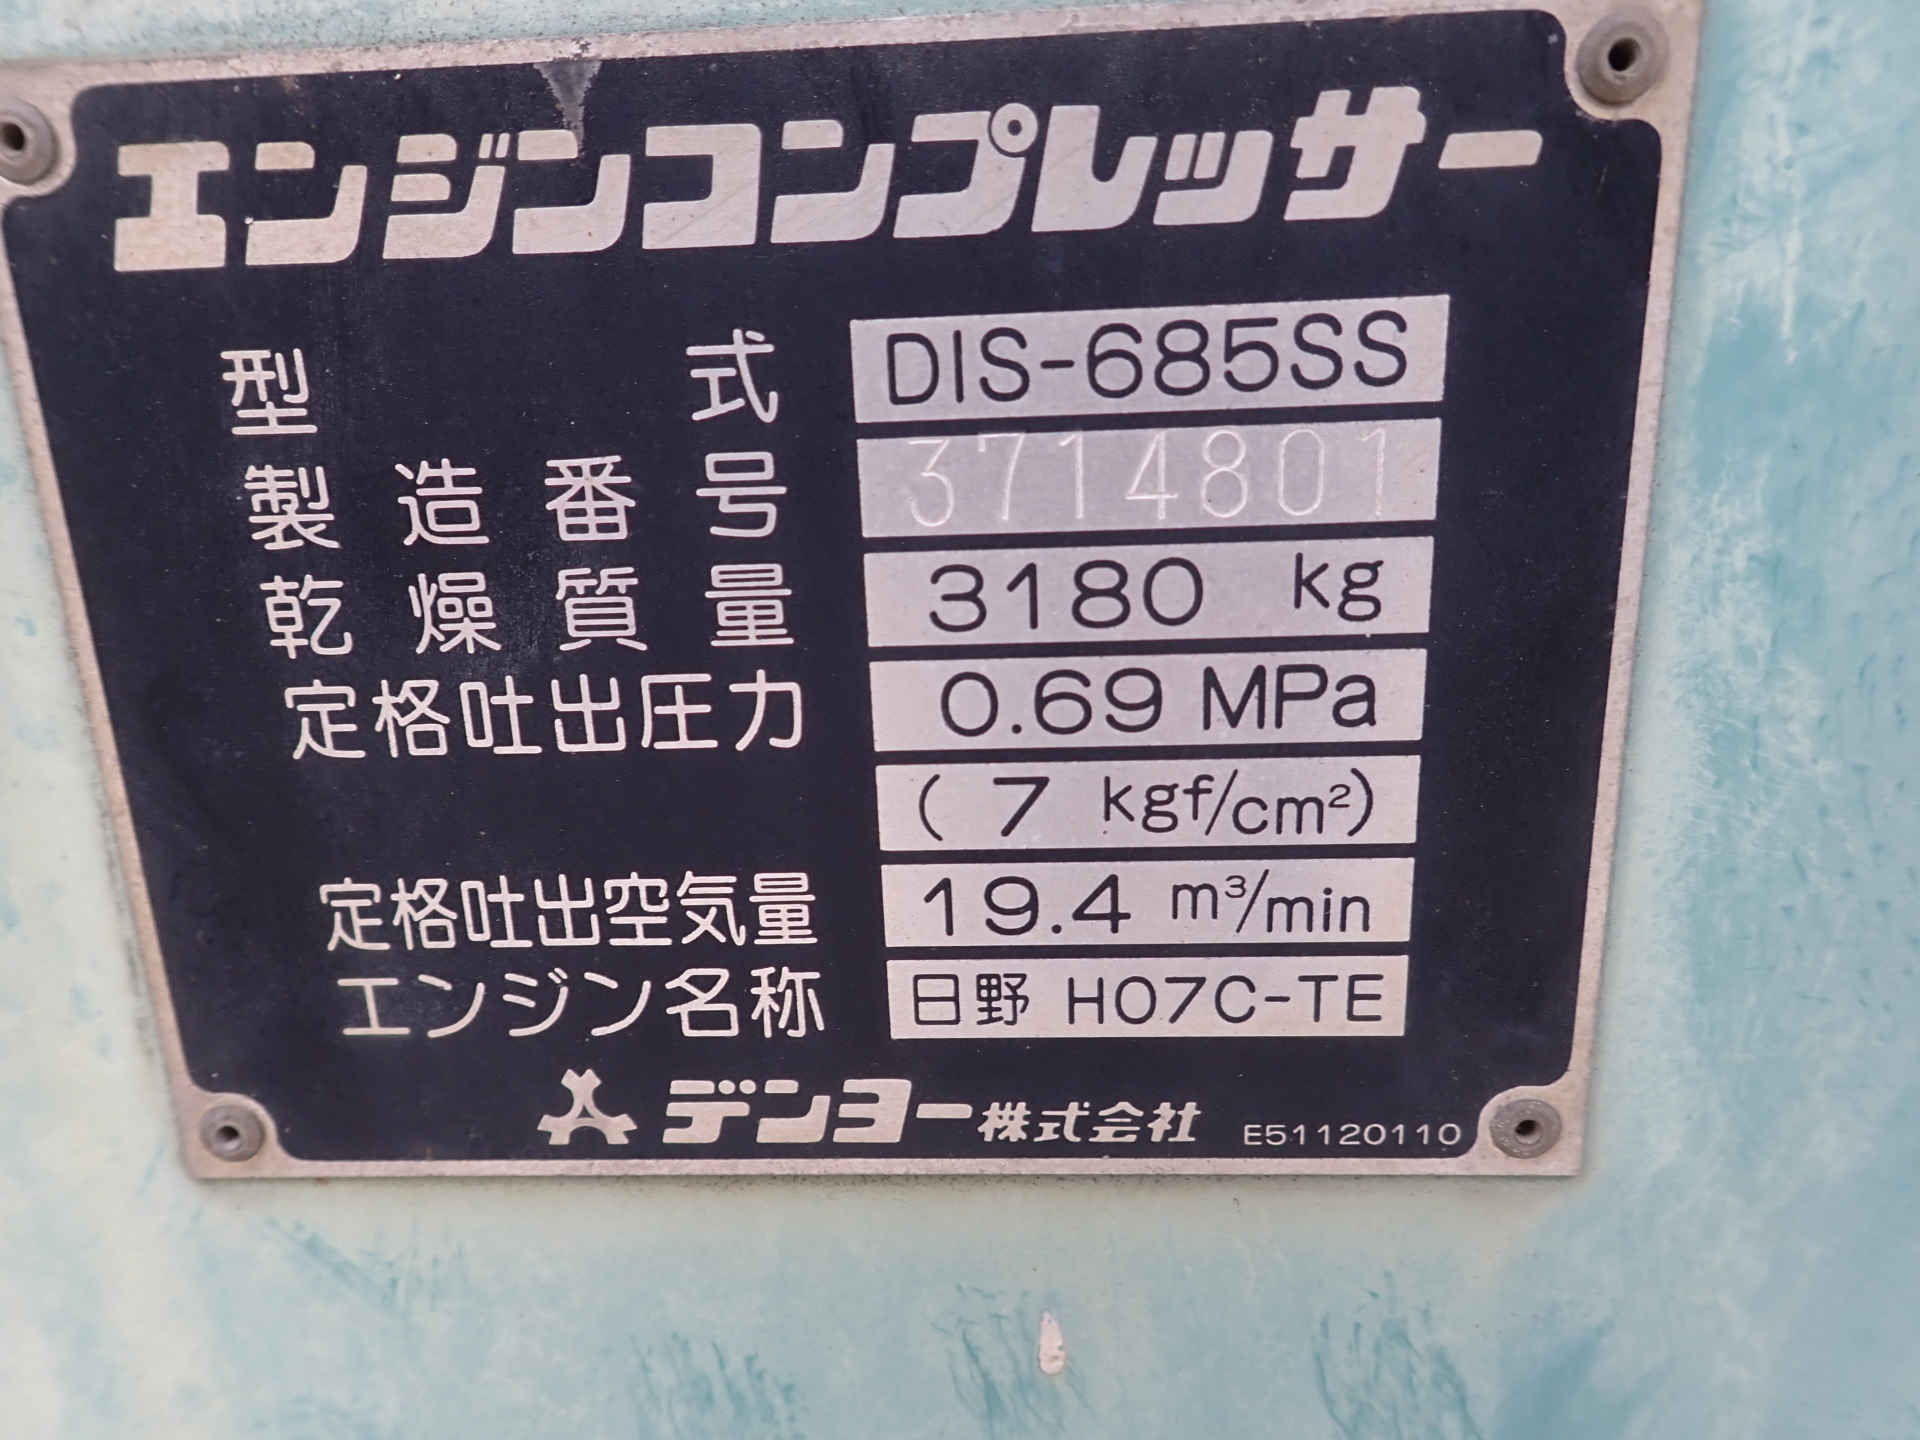 エンジンコンプレッサー
型式 DIS-685SS
製造番号 3714801
乾燥質量 3180 kg
定格吐出圧力 0.69 MPa
( 7 kgf/cm²)
定格吐出空気量 19.4 m³/min
エンジン名称 日野 H07C-TE
デンヨー株式会社 E51120110